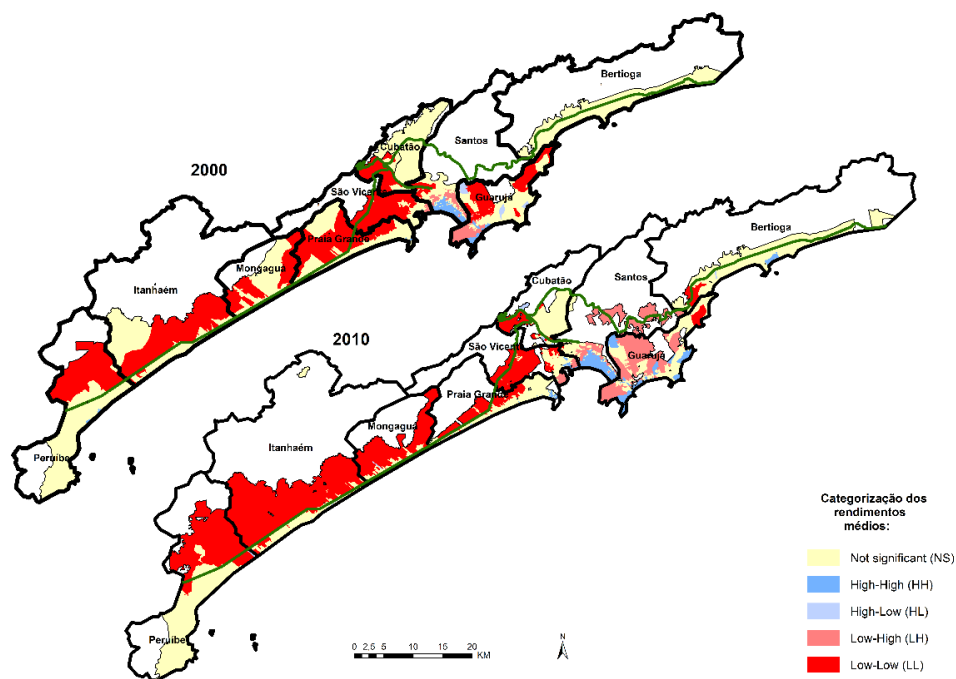 2000
Bertioga
Santos
Cubatão
São Vice
Guarujá
Praia Grande
Mongaguá
Itanhaém
Peruíbe
2010
Bertioga
Santos
Cubatão
São Vicente
Guarujá
Praia Grande
Mongaguá
Itanhaém
Peruíbe
Categorização dos
rendimentos
médios:
Not significant (NS)
High-High (HH)
High-Low (HL)
Low-High (LH)
Low-Low (LL)
0 2,5 5 10 15 20
KM
N